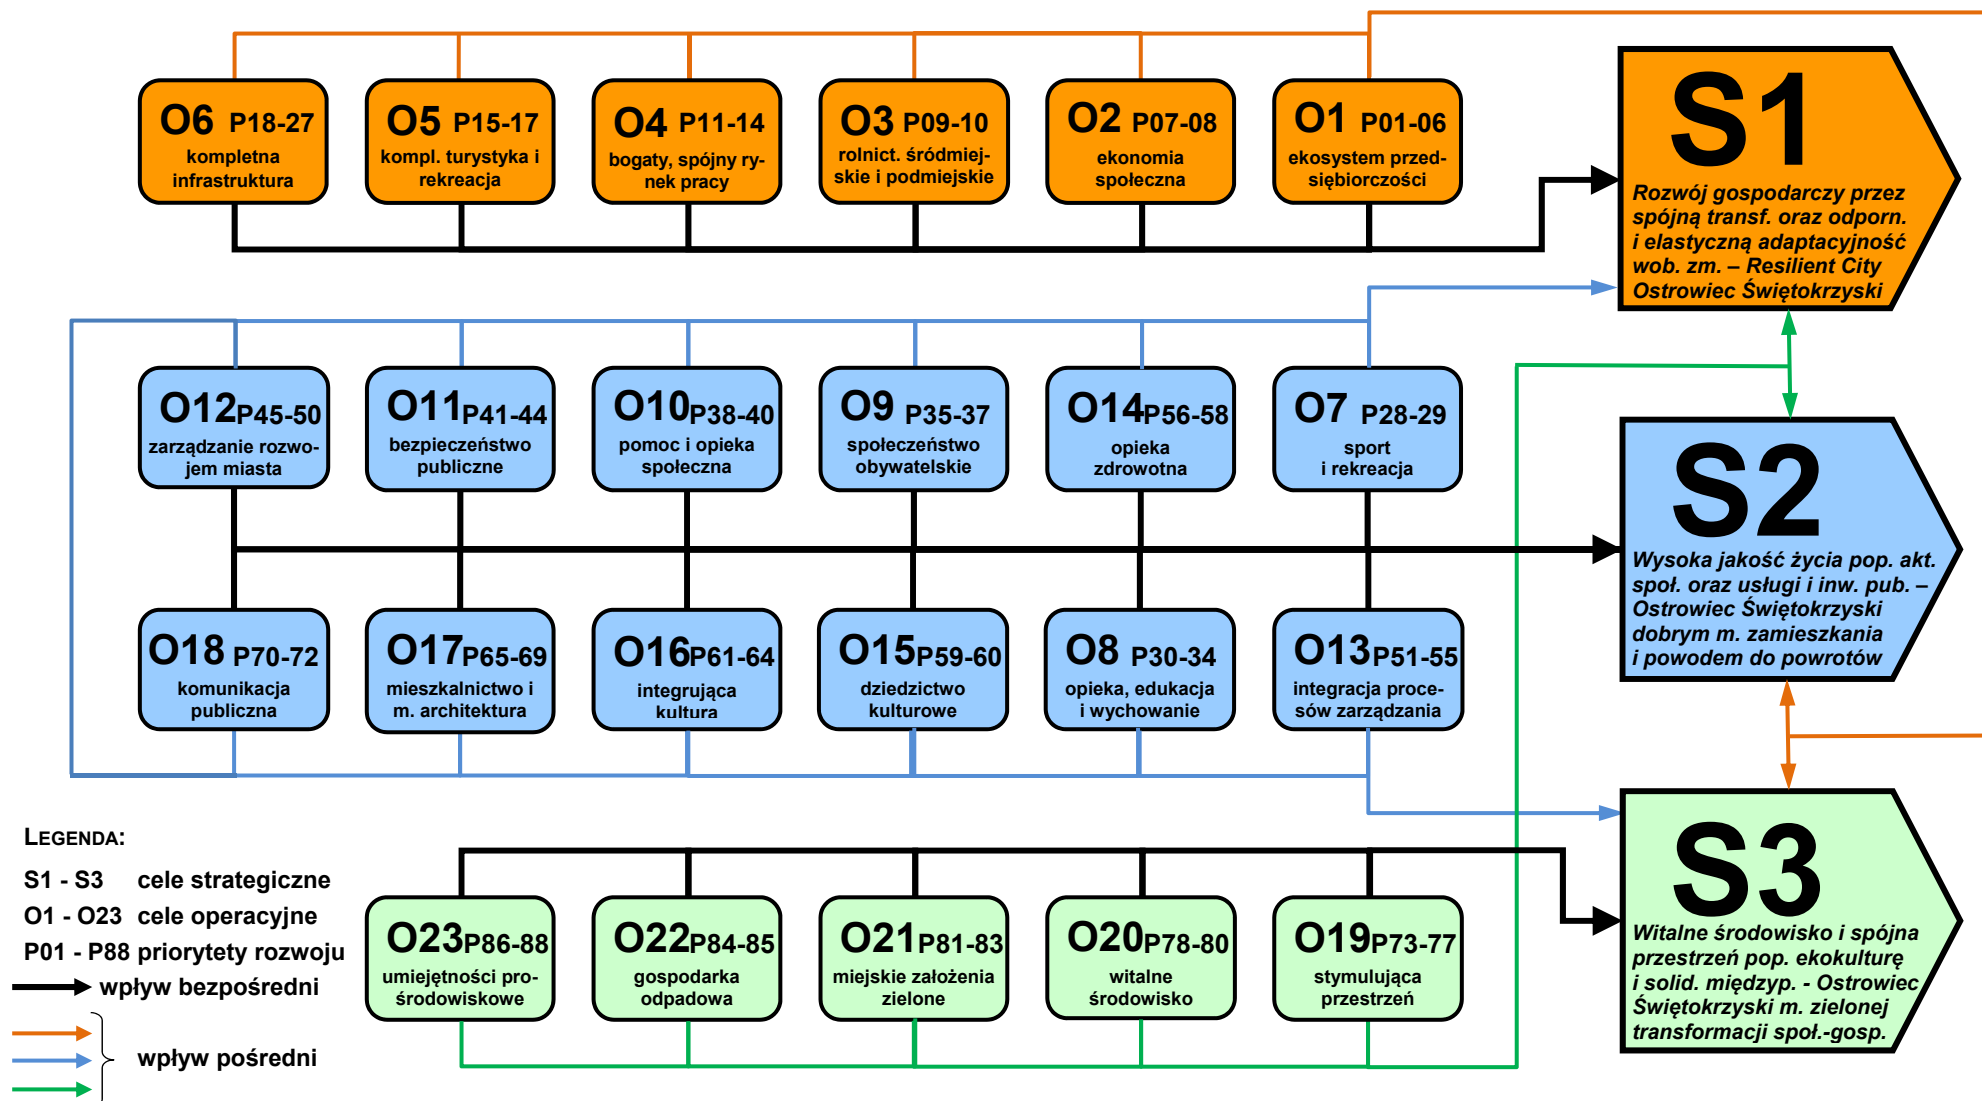 O6 P18-27
kompletna
infrastruktura
O5 P15-17
kompl. turystyka i
rekreacja
O4 P11-14
bogaty, spójny ry-
nek pracy
O3 P09-10
rolnict. śródmiej-
skie i podmiejskie
O2 P07-08
ekonomia
społeczna
O1 P01-06
ekosystem przed-
siębiorczości
S1
Rozwój gospodarczy przez
spójną transf. oraz odporn.
i elastyczną adaptacyjność
wob. zm. – Resilient City
Ostrowiec Świętokrzyski
O12 P45-50
zarządzanie rozwo-
jem miasta
O11 P41-44
bezpieczeństwo
publiczne
O10 P38-40
pomoc i opieka
społeczna
O9 P35-37
społeczeństwo
obywatelskie
O14 P56-58
opieka
zdrowotna
O7 P28-29
sport
i rekreacja
S2
Wysoka jakość życia pop. akt.
społ. oraz usługi i inw. pub. –
Ostrowiec Świętokrzyski
dobrym m. zamieszkania
i powodem do powrotów
O18 P70-72
komunikacja
publiczna
O17 P65-69
mieszkalnictwo i
m. architektura
O16 P61-64
integrująca
kultura
O15 P59-60
dziedzictwo
kulturowe
O8 P30-34
opieka, edukacja
i wychowanie
O13 P51-55
integracja proce-
sów zarządzania
S3
Witalne środowisko i spójna
przestrzeń pop. ekokulturę
i solid. międzyp. - Ostrowiec
Świętokrzyski m. zielonej
transformacji społ.-gosp.
O23 P86-88
umiejętności pro-
środowiskowe
O22 P84-85
gospodarka
odpadowa
O21 P81-83
miejskie założenia
zielone
O20 P78-80
witalne
środowisko
O19 P73-77
stymulująca
przestrzeń
LEGENDA:
S1 - S3 cele strategiczne
O1 - O23 cele operacyjne
P01 - P88 priorytety rozwoju
wpływ bezpośredni
wpływ pośredni